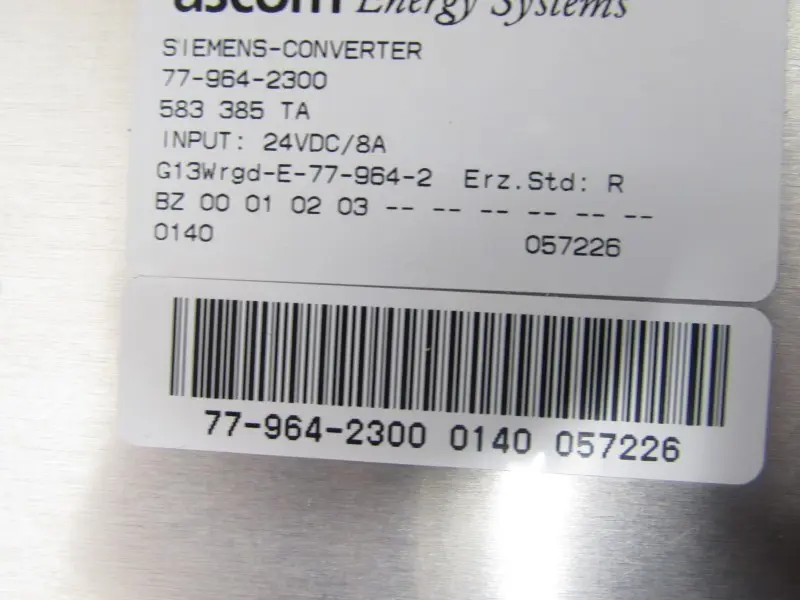 ascom Energy Systems
SIEMENS-CONVERTER
77-964-2300
583 385 TA
INPUT: 24VDC/8A
G13Wrgd-E-77-964-2 Erz.Std: R
BZ 00 01 02 03 -- -- -- -- -- --
0140 057226
77-964-2300 0140 057226